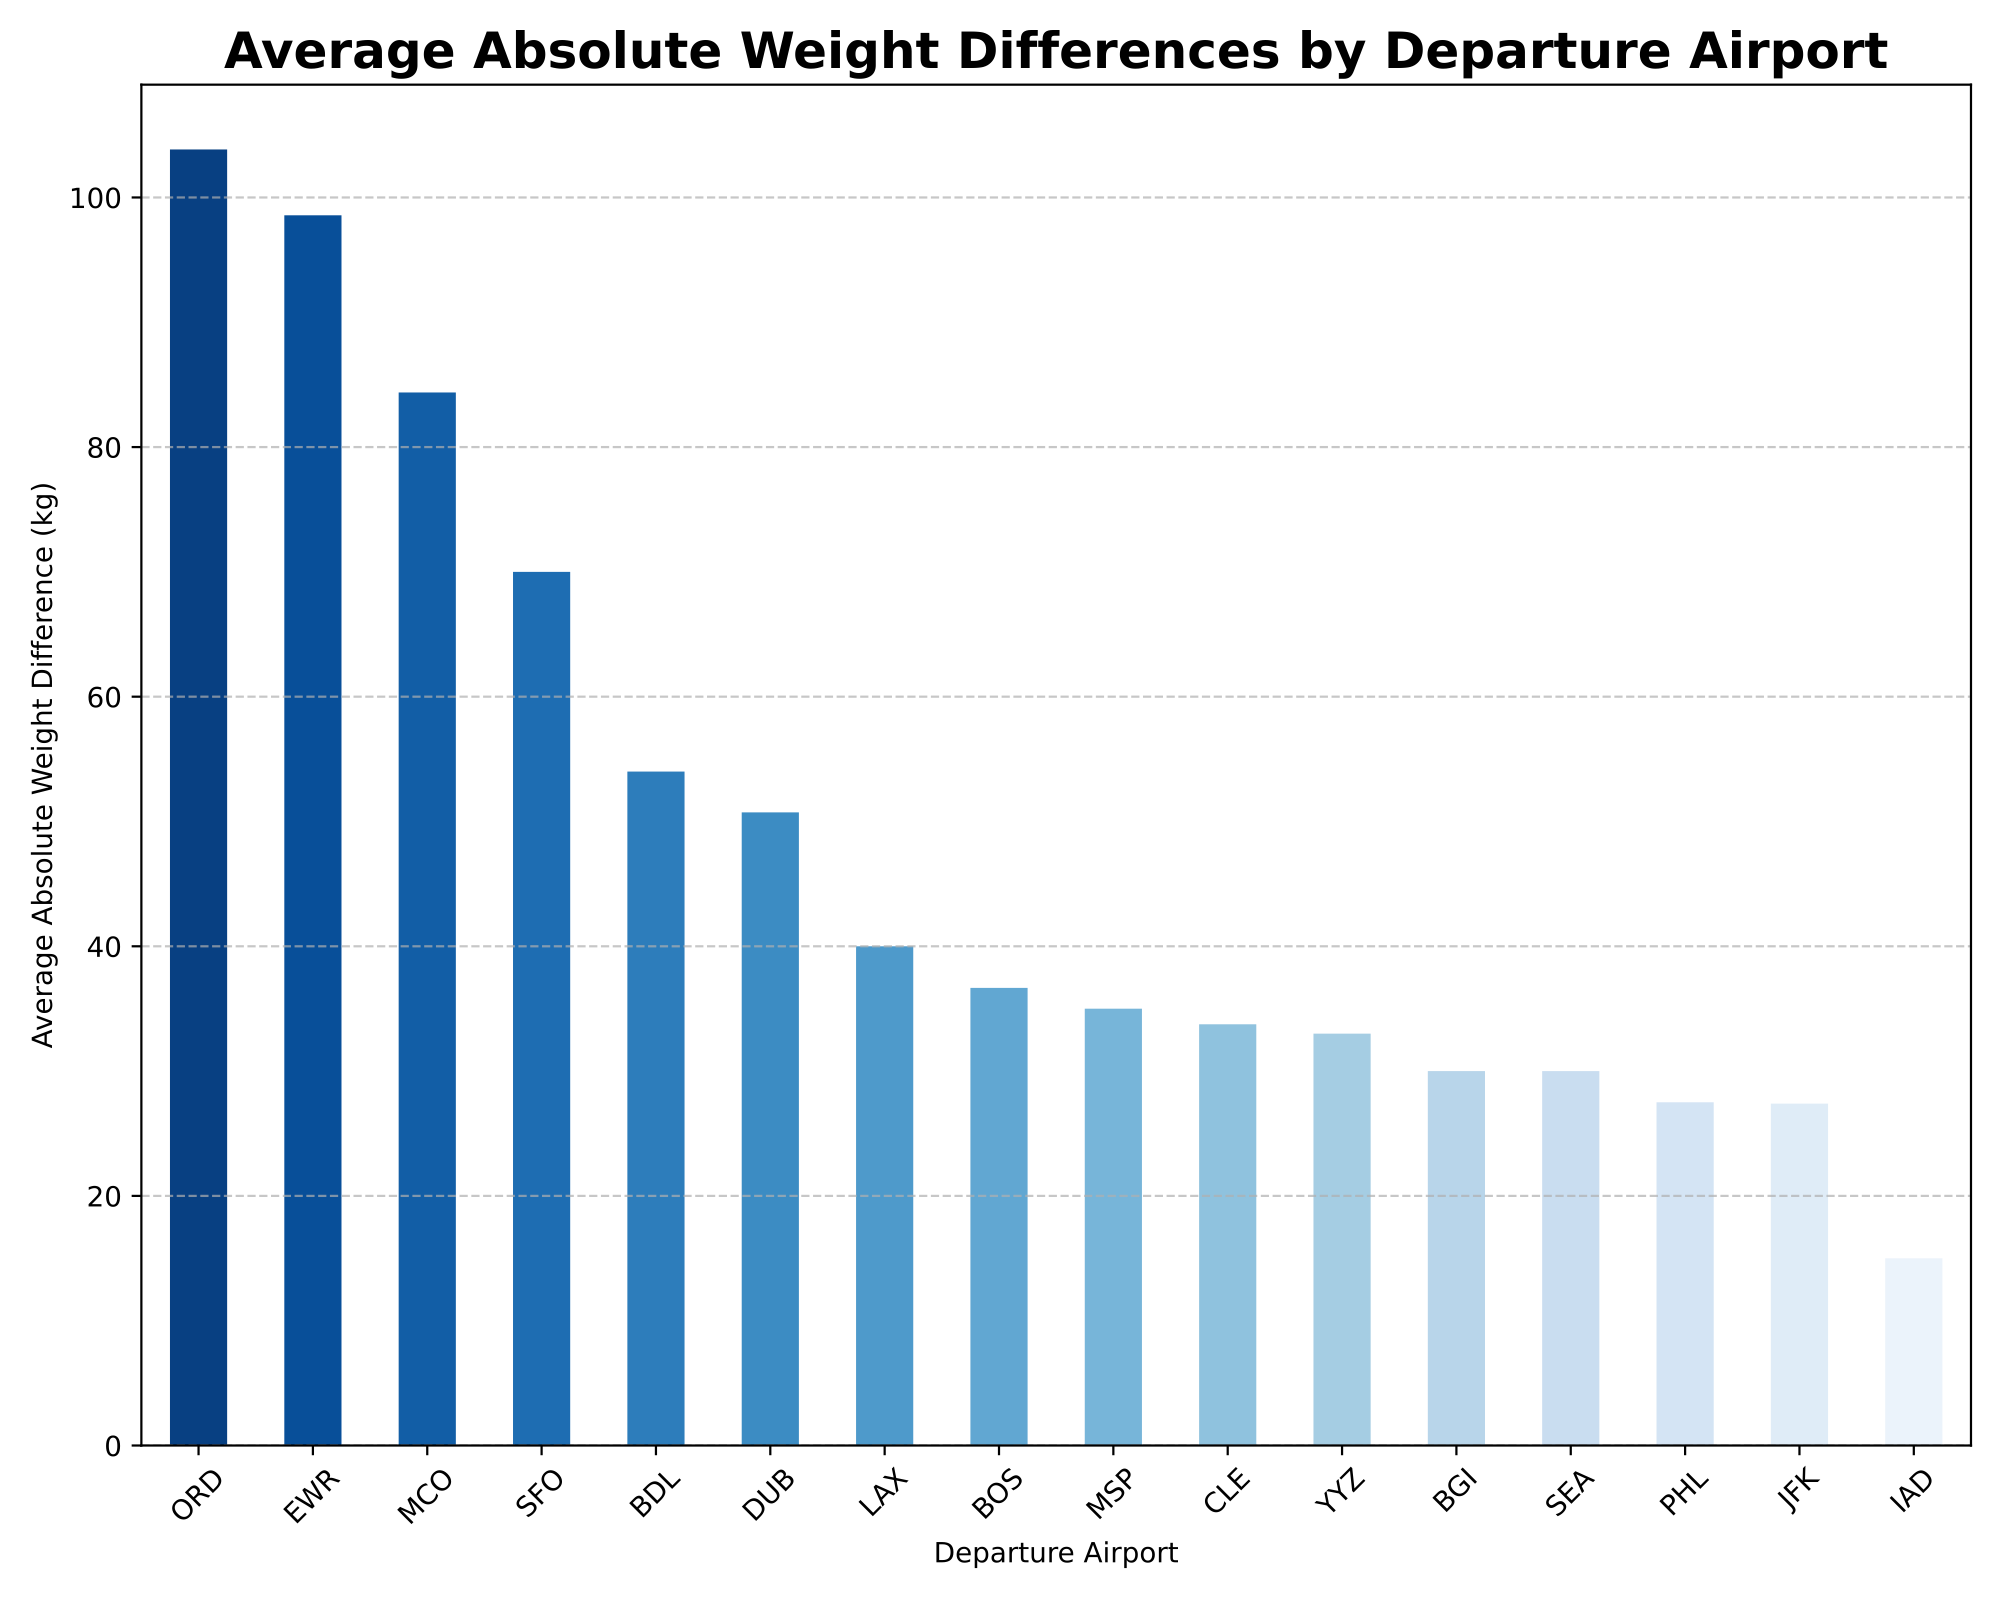 Average Absolute Weight Differences by Departure Airport
Average Absolute Weight Difference (kg)
100
80
60
40
20
0
ORD
EWR
MCO
SFO
BDL
DUB
LAX
BOS
MSP
CLE
YYZ
BGI
SEA
PHL
JFK
IAD
Departure Airport